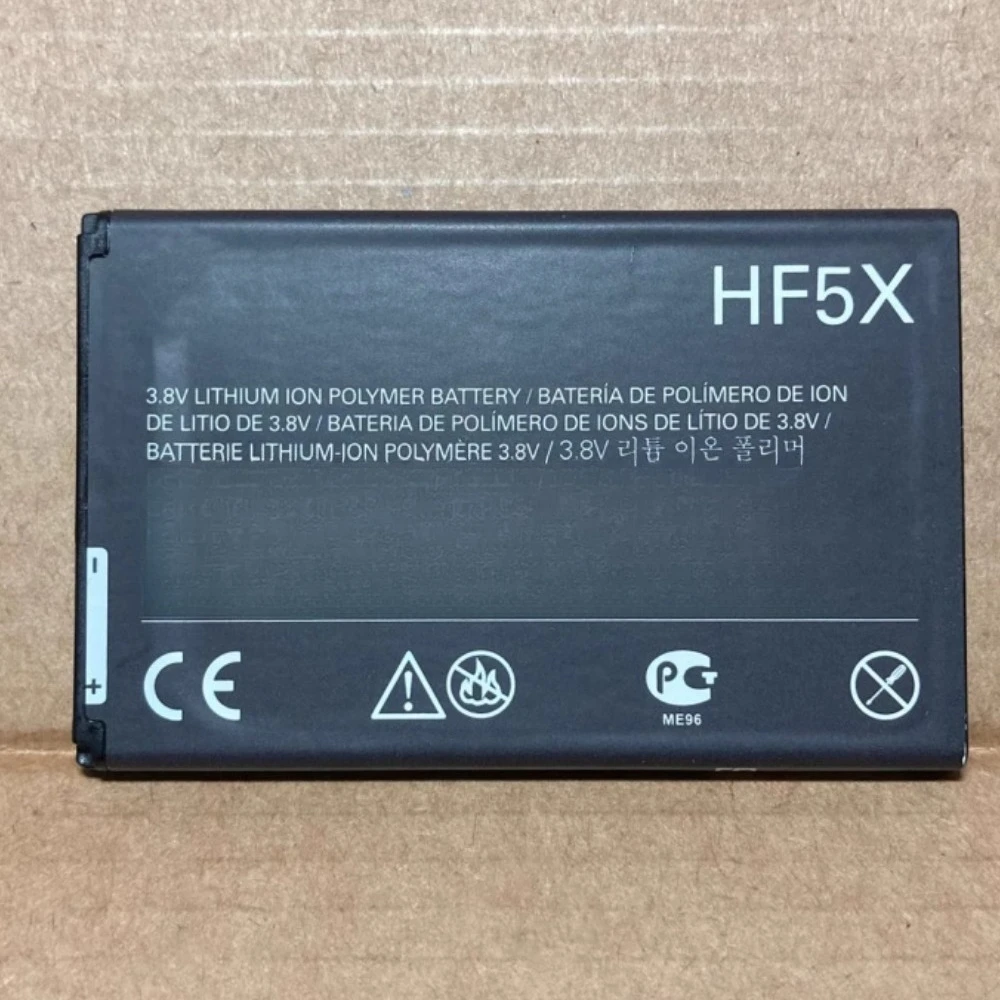 HF5X
3.8V LITHIUM ION POLYMER BATTERY / BATERÍA DE POLÍMERO DE ION
DE LITIO DE 3.8V / BATERIA DE POLÍMERO DE IONS DE LÍTIO DE 3.8V /
BATTERIE LITHIUM-ION POLYMÈRE 3.8V / 3.8V 리튬 이온 폴리머
- 
+
CE
PCT
ME96